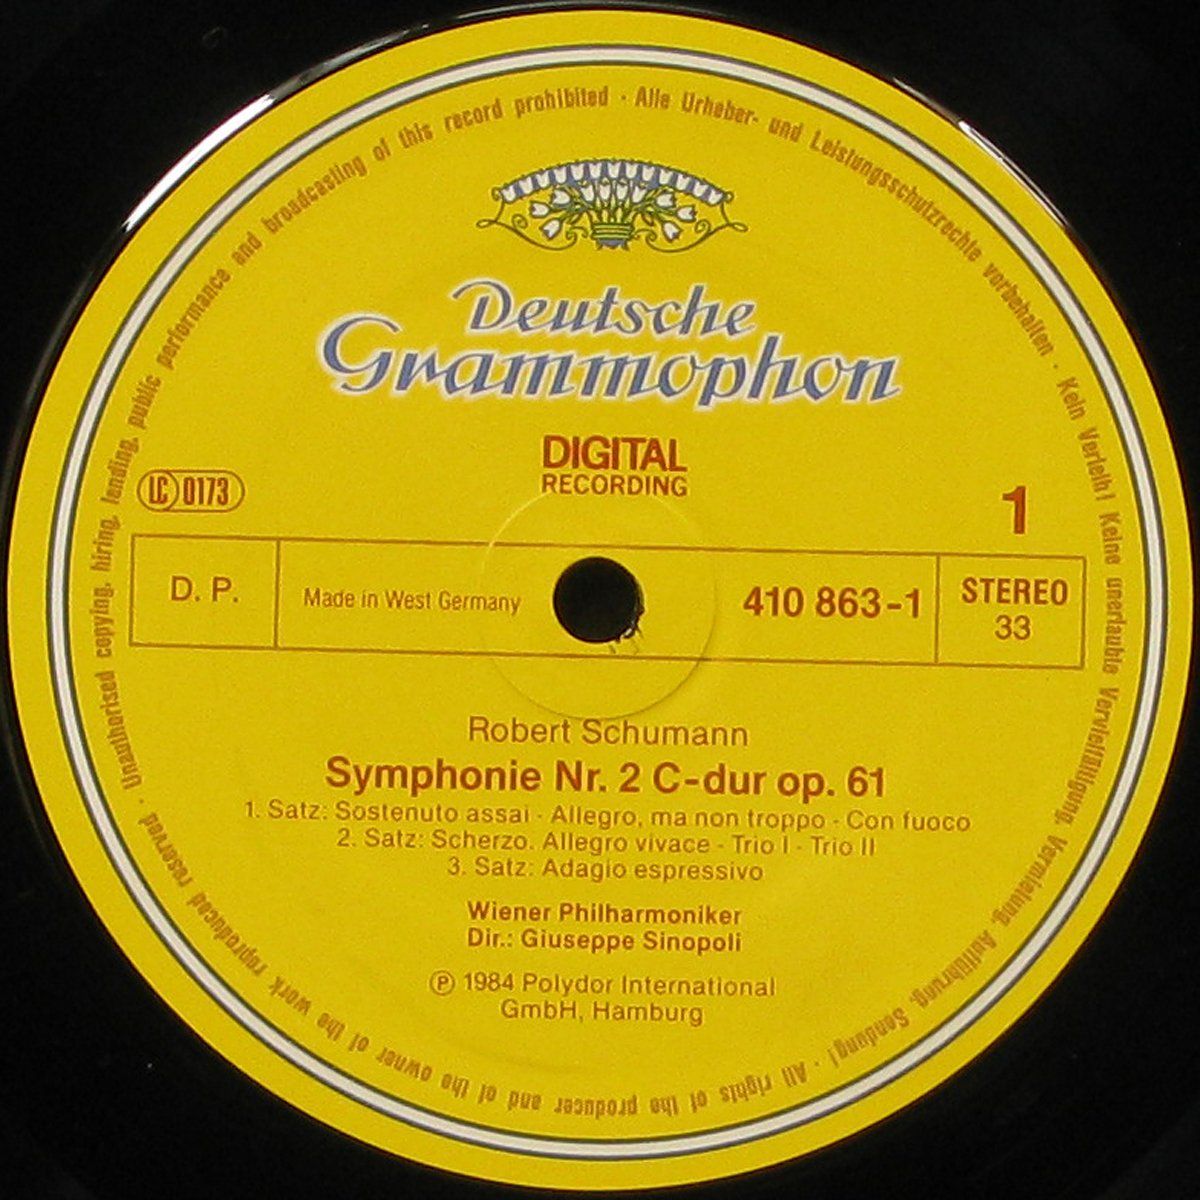 Deutsche
Grammophon
DIGITAL
RECORDING
LC 0173
1
D. P.
Made in West Germany
410 863-1
STEREO
33
Robert Schumann
Symphonie Nr. 2 C-dur op. 61
1. Satz: Sostenuto assai - Allegro, ma non troppo - Con fuoco
2. Satz: Scherzo. Allegro vivace - Trio I - Trio II
3. Satz: Adagio espressivo
Wiener Philharmoniker
Dir.: Giuseppe Sinopoli
Ⓟ 1984 Polydor International
GmbH, Hamburg
Alle Urheber- und Leistungsschutzrechte vorbehalten · Kein Verleih! Keine unerlaubte Vervielfältigung, Vermietung, Aufführung, Sendung! · All rights of the producer and of the owner of the work reproduced reserved · Unauthorised copying, hiring, lending, public performance and broadcasting of this record prohibited ·